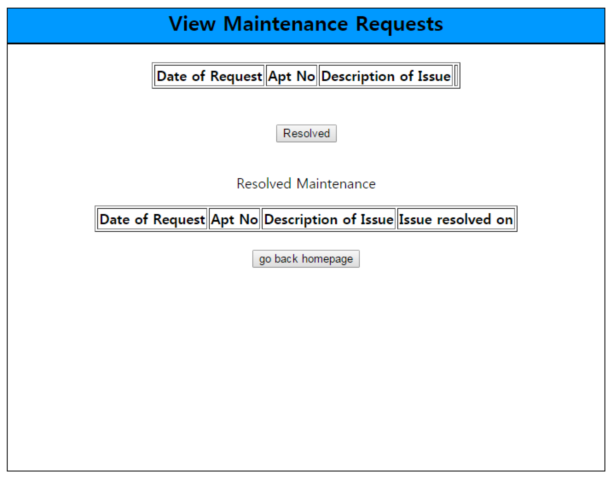 View Maintenance Requests
Date of Request Apt No Description of Issue
Resolved
Resolved Maintenance
Date of Request Apt No Description of Issue Issue resolved on
go back homepage